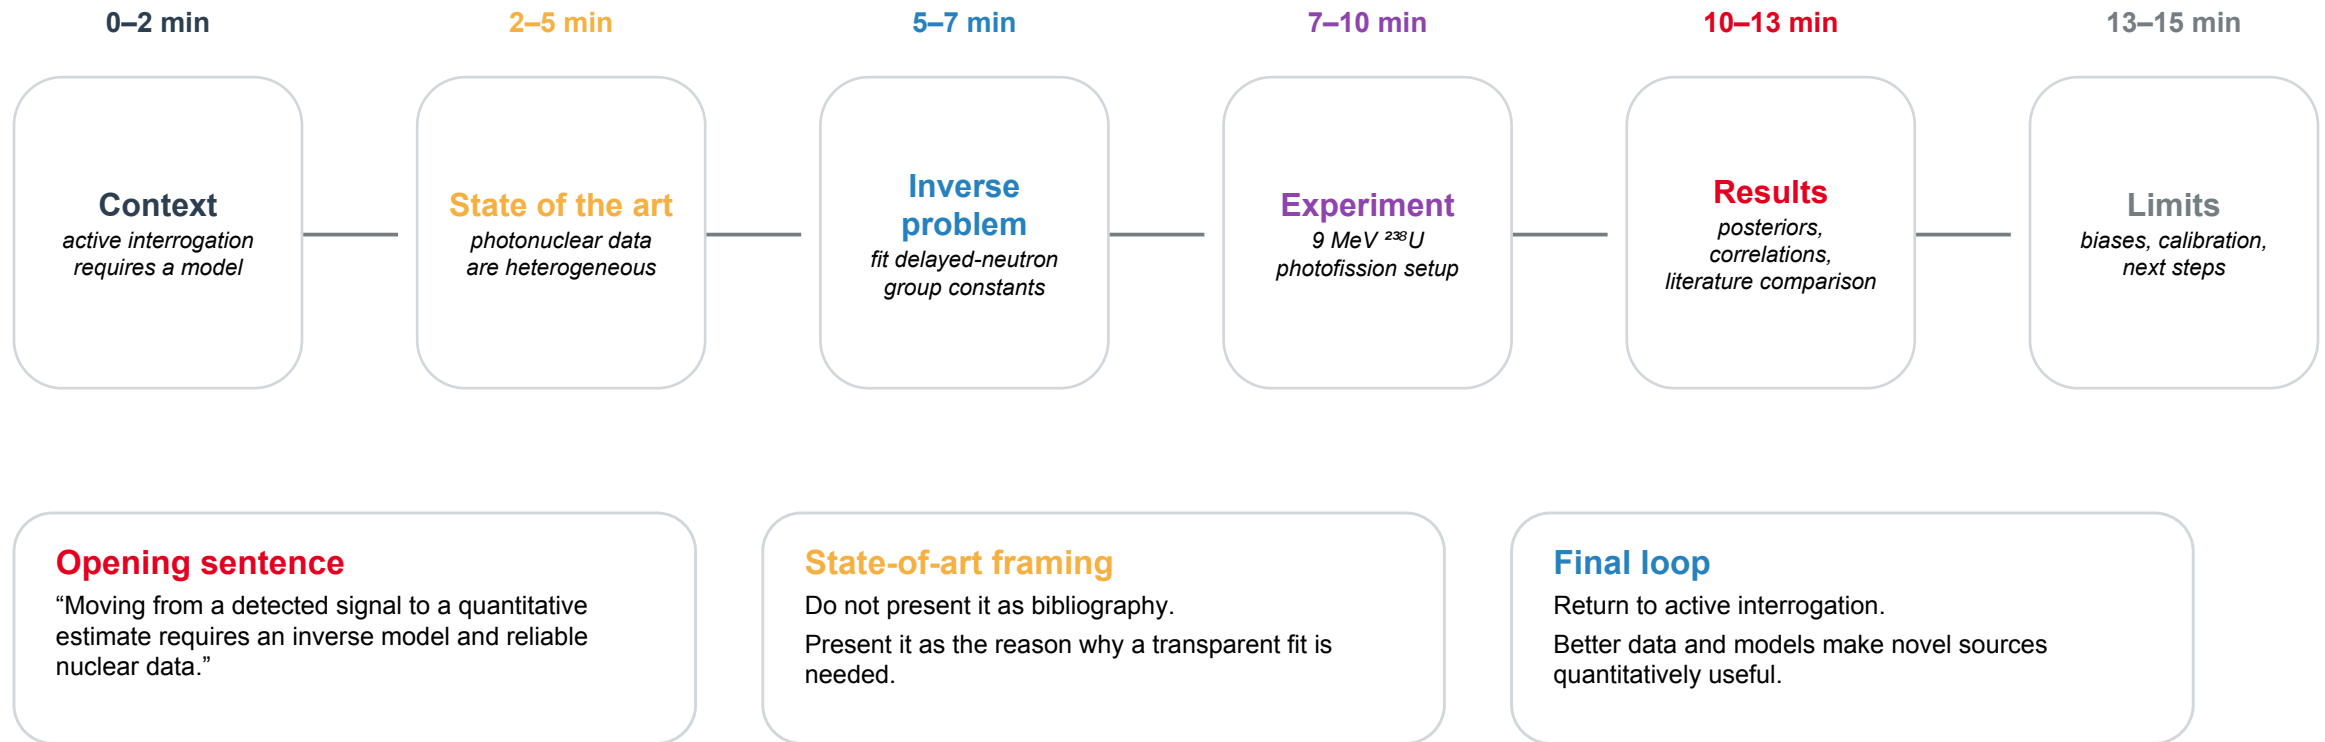 0–2 min
2–5 min
5–7 min
7–10 min
10–13 min
13–15 min
Context
active interrogation
requires a model
State of the art
photonuclear data
are heterogeneous
Inverse
problem
fit delayed-neutron
group constants
Experiment
9 MeV ²³⁸U
photofission setup
Results
posteriors,
correlations,
literature comparison
Limits
biases, calibration,
next steps
Opening sentence
“Moving from a detected signal to a quantitative
estimate requires an inverse model and reliable
nuclear data.”
State-of-art framing
Do not present it as bibliography.
Present it as the reason why a transparent fit is
needed.
Final loop
Return to active interrogation.
Better data and models make novel sources
quantitatively useful.